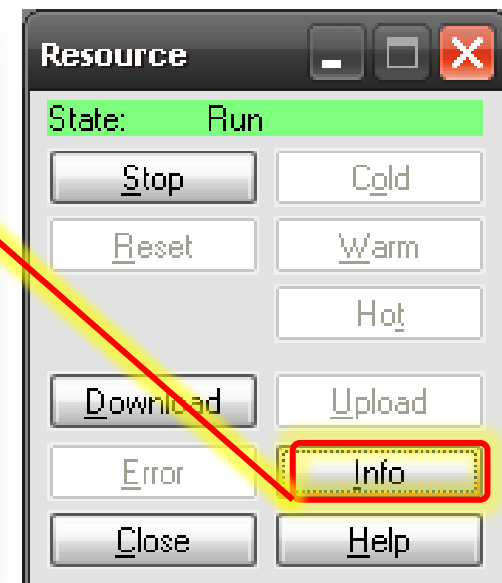 Resource
State: Run
Stop Cold
Reset Warm
Hot
Download Upload
Error Info
Close Help